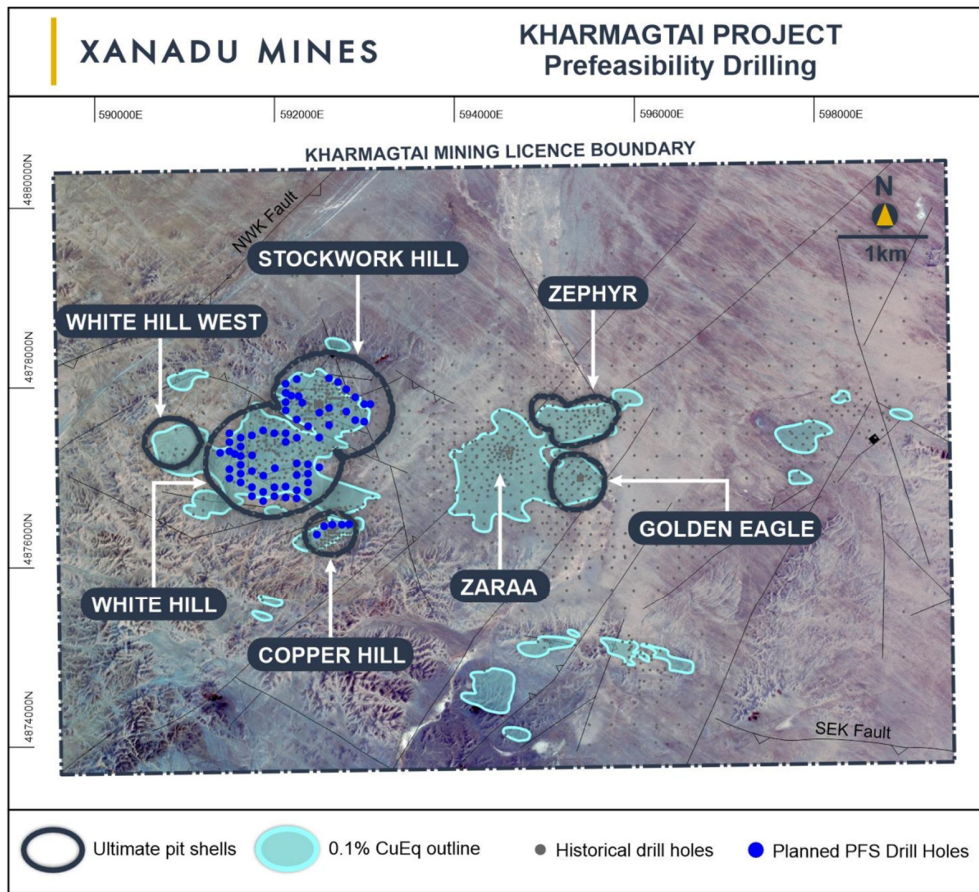 XANADU MINES
KHARMAGTAI PROJECT
Prefeasibility Drilling
590000E
592000E
594000E
596000E
598000E
KHARMAGTAI MINING LICENCE BOUNDARY
4880000N
4878000N
4876000N
4874000N
NWK Fault
N
1km
STOCKWORK HILL
ZEPHYR
WHITE HILL WEST
GOLDEN EAGLE
ZARAA
WHITE HILL
COPPER HILL
SEK Fault
Ultimate pit shells
0.1% CuEq outline
Historical drill holes
Planned PFS Drill Holes